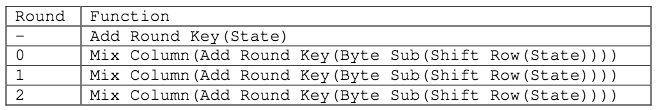 Round Function
- Add Round Key(State)
0 Mix Column(Add Round Key(Byte Sub(Shift Row(State))))
1 Mix Column(Add Round Key(Byte Sub(Shift Row(State))))
2 Mix Column(Add Round Key(Byte Sub(Shift Row(State))))